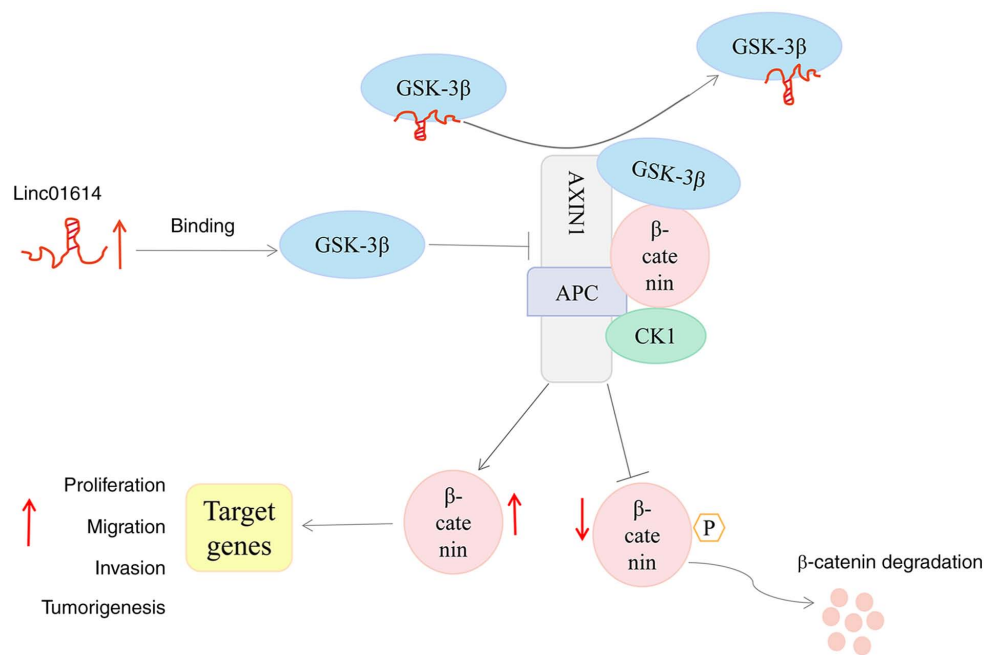 GSK-3β
GSK-3β
GSK-3β
Linc01614
Binding
GSK-3β
AXIN1
β-
cate
nin
APC
CK1
Proliferation
Migration
Invasion
Tumorigenesis
Target
genes
β-
cate
nin
β-
cate
nin
P
β-catenin degradation